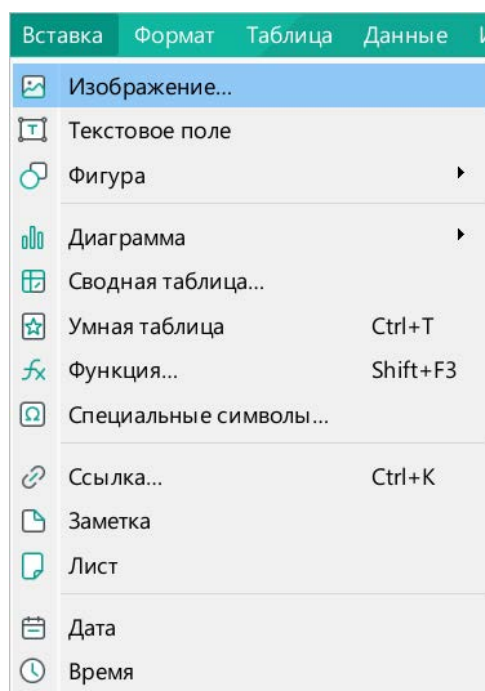 Вставка Формат Таблица Данные
Изображение...
Текстовое поле
Фигура
Диаграмма
Сводная таблица...
Умная таблица Ctrl+T
Функция... Shift+F3
Специальные символы...
Ссылка... Ctrl+K
Заметка
Лист
Дата
Время